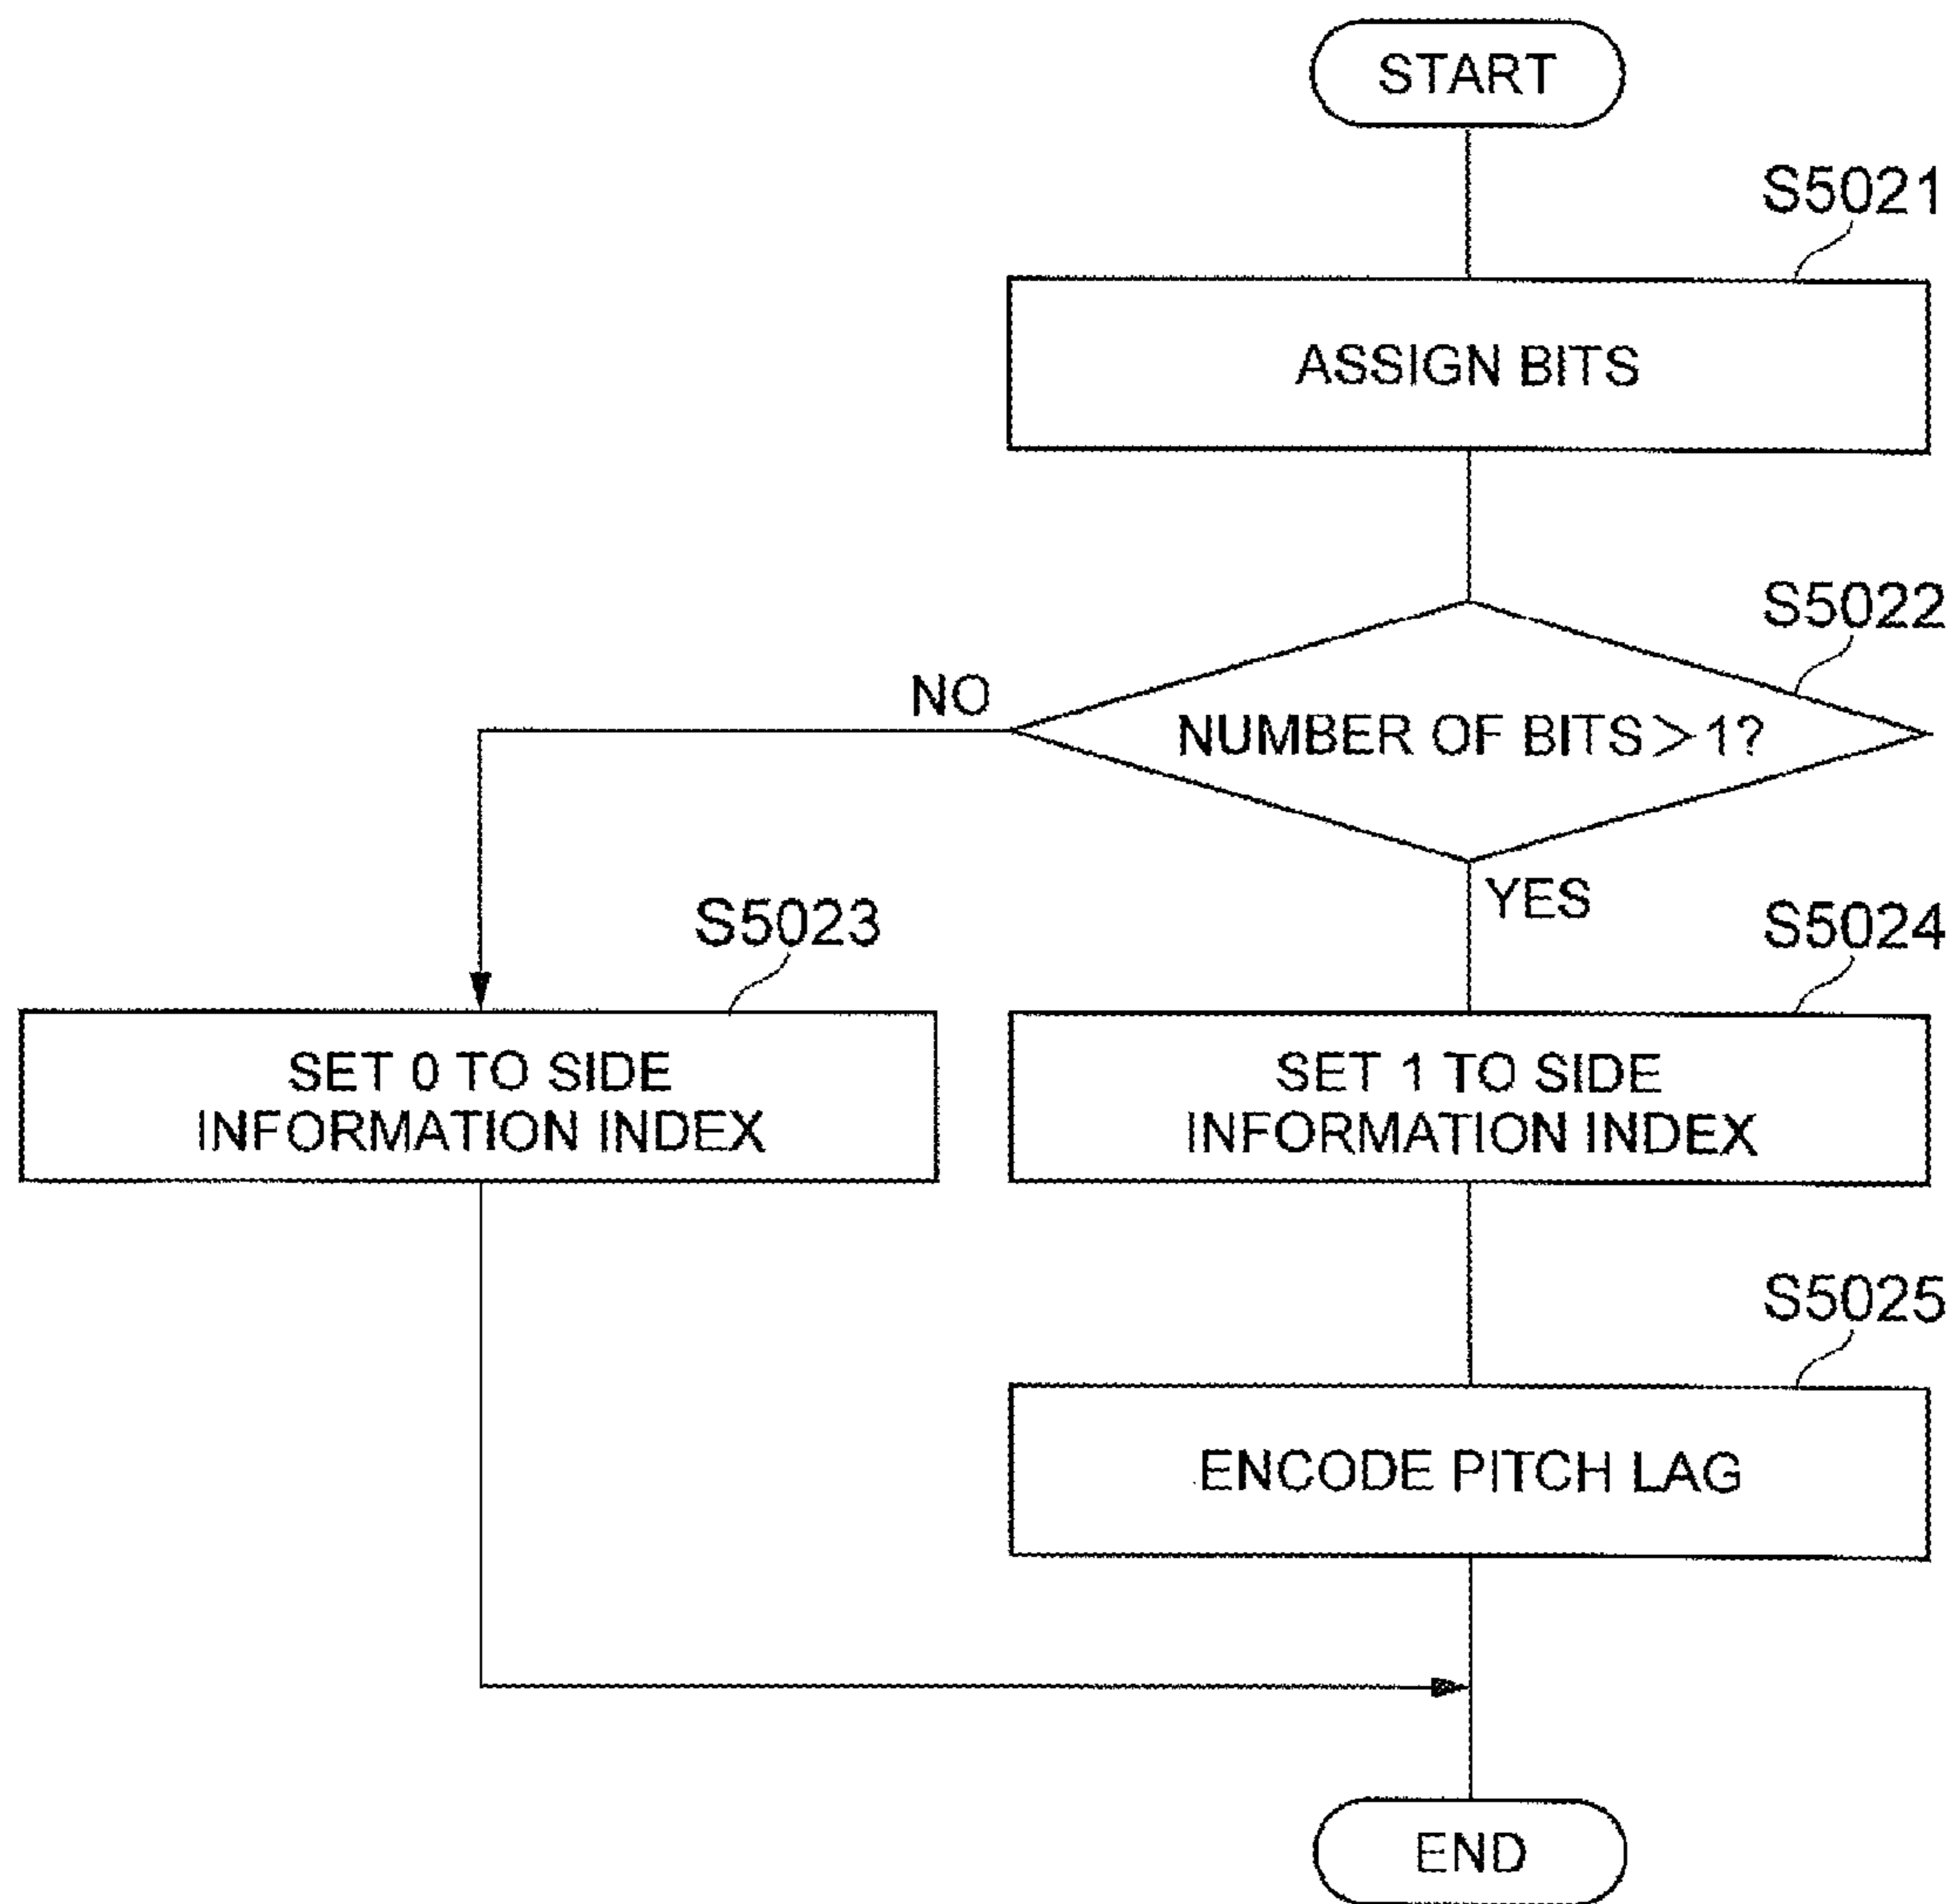 START
S5021
ASSIGN BITS
S5022
NO
NUMBER OF BITS>1?
YES
S5023
S5024
SET 0 TO SIDE
INFORMATION INDEX
SET 1 TO SIDE
INFORMATION INDEX
S5025
ENCODE PITCH LAG
END